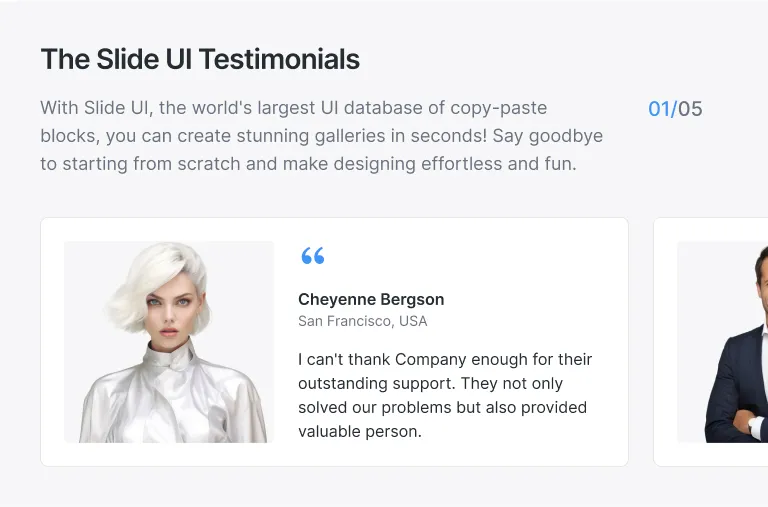 The Slide UI Testimonials
With Slide UI, the world's largest UI database of copy-paste
blocks, you can create stunning galleries in seconds! Say goodbye
to starting from scratch and make designing effortless and fun.
01/05
“
Cheyenne Bergson
San Francisco, USA
I can't thank Company enough for their
outstanding support. They not only
solved our problems but also provided
valuable person.